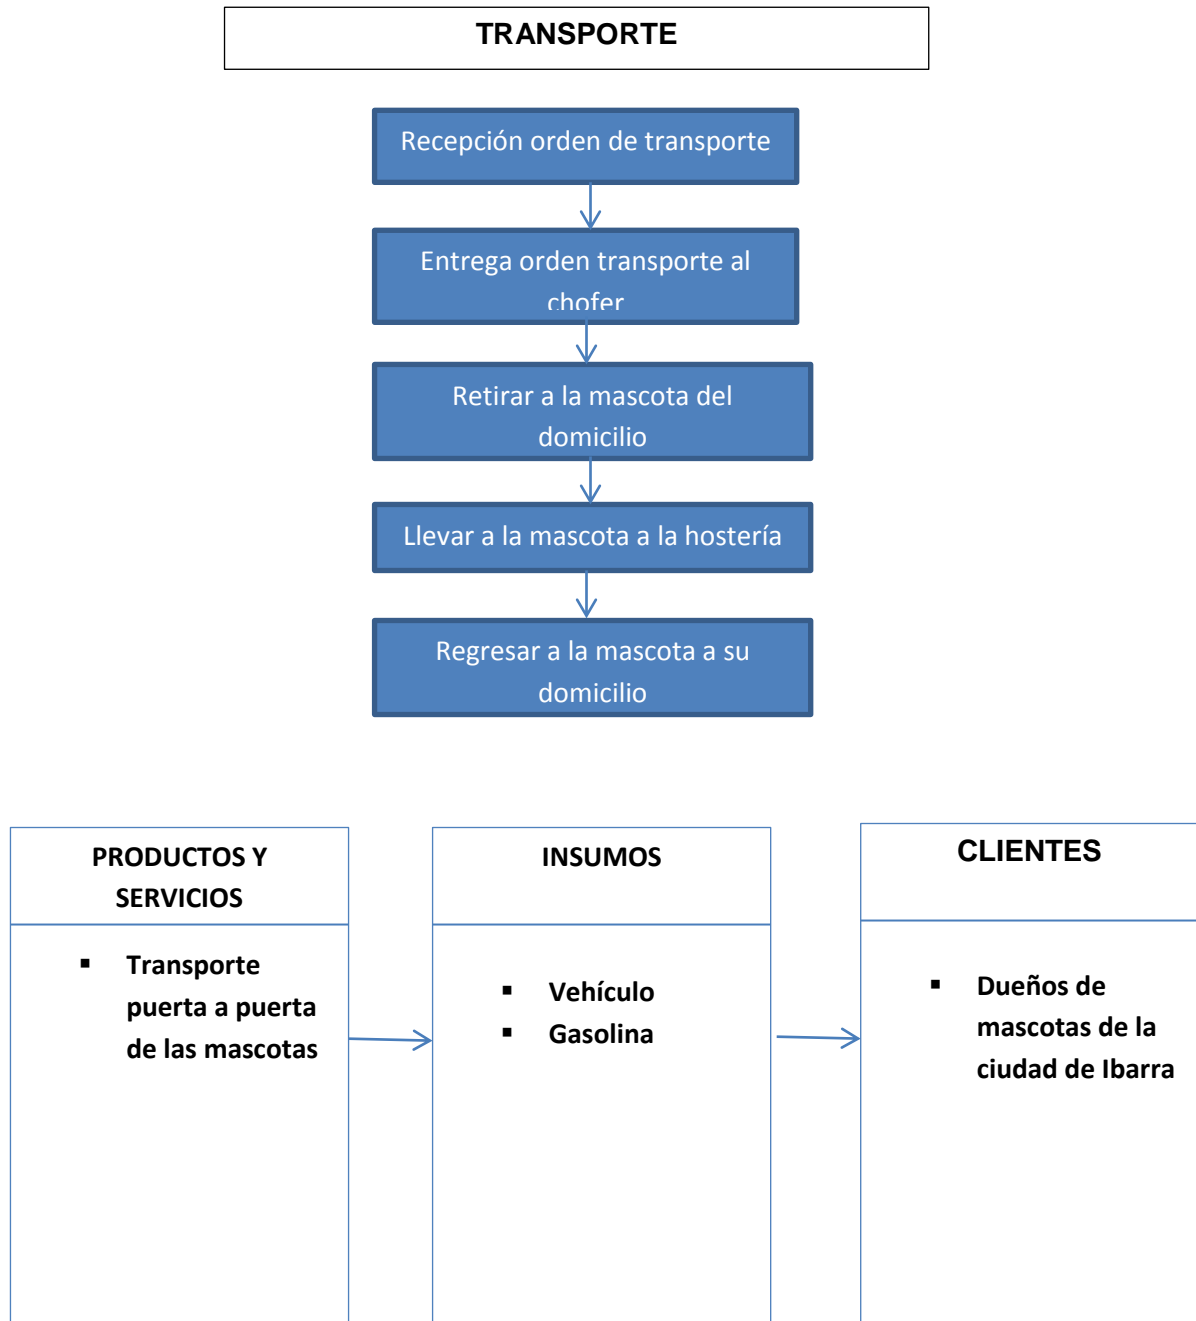 TRANSPORTE
Recepción orden de transporte
Entrega orden transporte al
chofer
Retirar a la mascota del
domicilio
Llevar a la mascota a la hostería
Regresar a la mascota a su
domicilio
PRODUCTOS Y
SERVICIOS
▪ Transporte
puerta a puerta
de las mascotas
INSUMOS
▪ Vehículo
▪ Gasolina
CLIENTES
▪ Dueños de
mascotas de la
ciudad de Ibarra